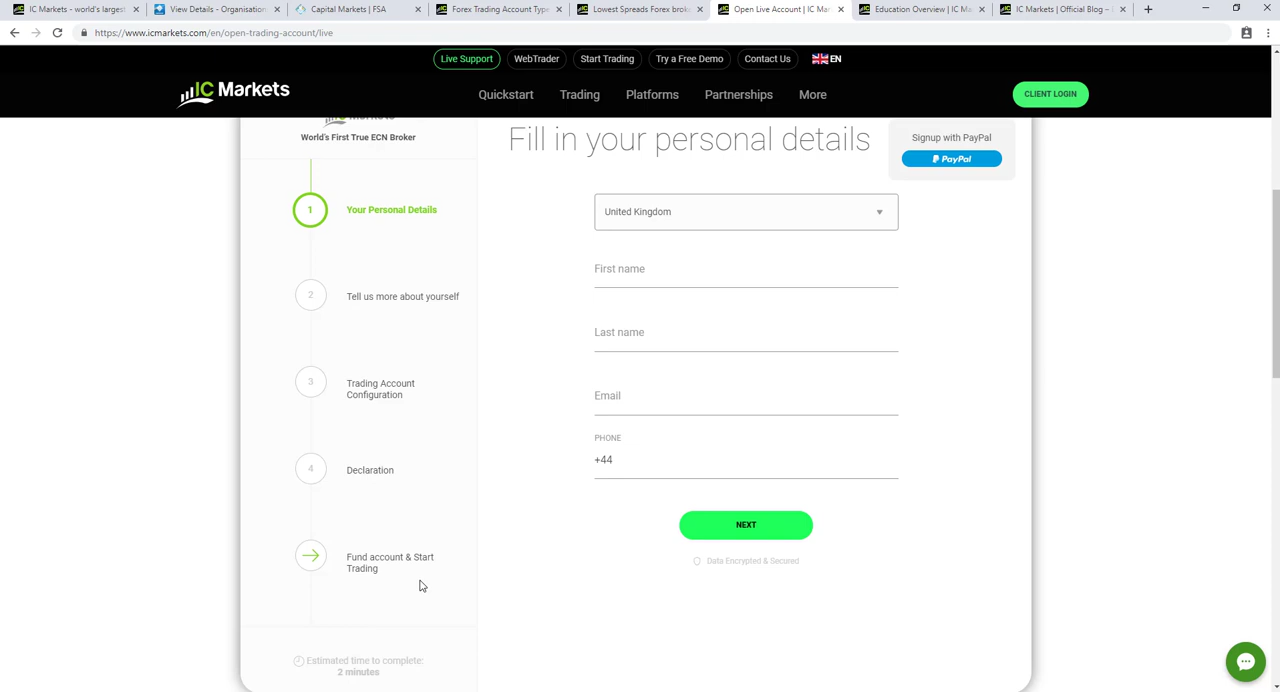 IC Markets - world's largest
View Details - Organisation
Capital Markets | FSA
Forex Trading Account Type
Lowest Spreads Forex broke
Open Live Account | IC Mar
Education Overview | IC Ma
IC Markets | Official Blog –
https://www.icmarkets.com/en/open-trading-account/live
Live Support
WebTrader
Start Trading
Try a Free Demo
Contact Us
EN
IC Markets
Quickstart
Trading
Platforms
Partnerships
More
CLIENT LOGIN
World's First True ECN Broker
1
Your Personal Details
2
Tell us more about yourself
3
Trading Account
Configuration
4
Declaration
Fund account & Start
Trading
Estimated time to complete:
2 minutes
Fill in your personal details
Signup with PayPal
PayPal
United Kingdom
First name
Last name
Email
PHONE
+44
NEXT
Data Encrypted & Secured